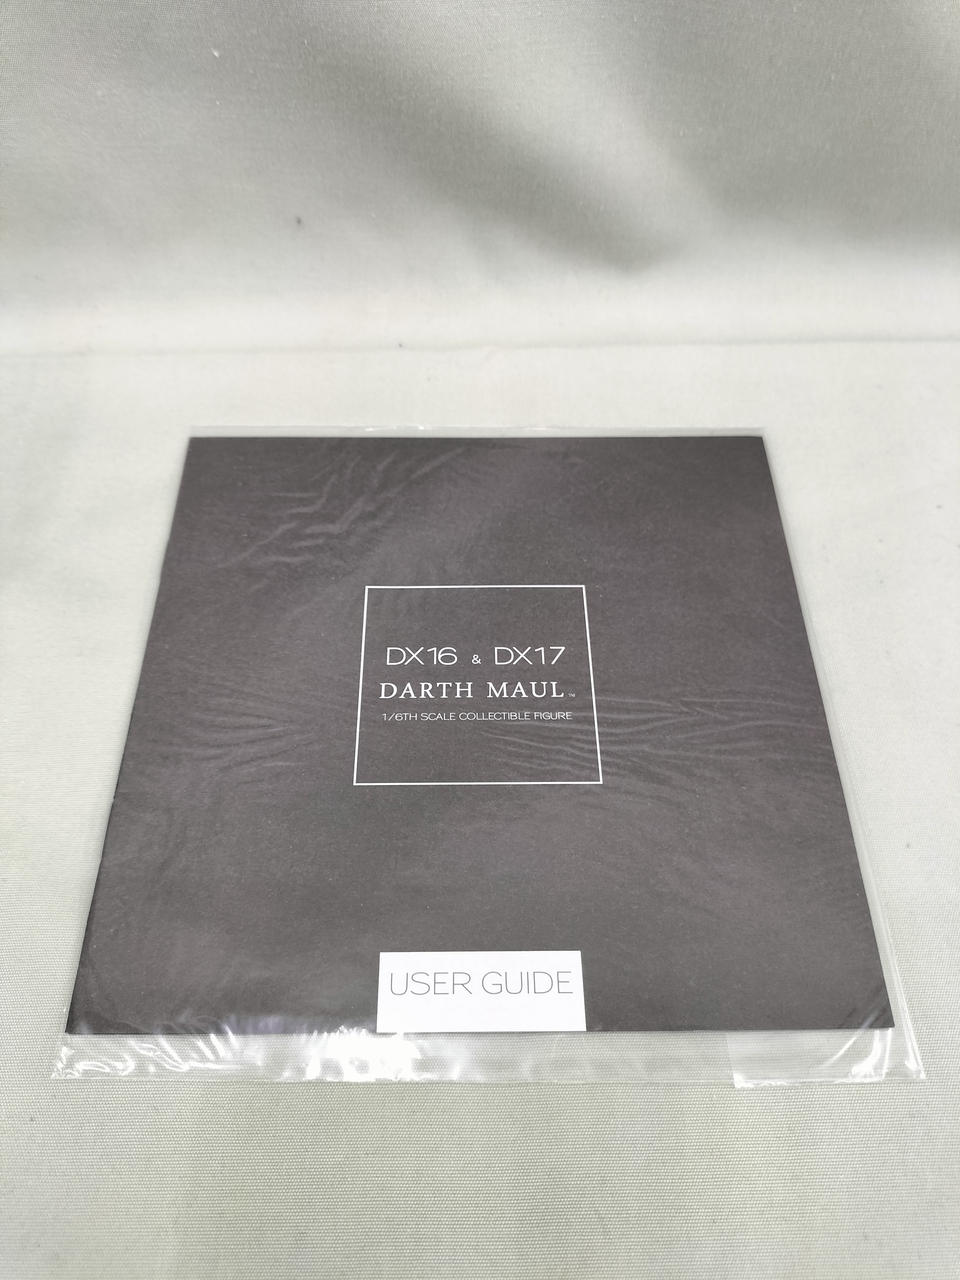 DX16 & DX17
DARTH MAUL™
1/6TH SCALE COLLECTIBLE FIGURE
USER GUIDE